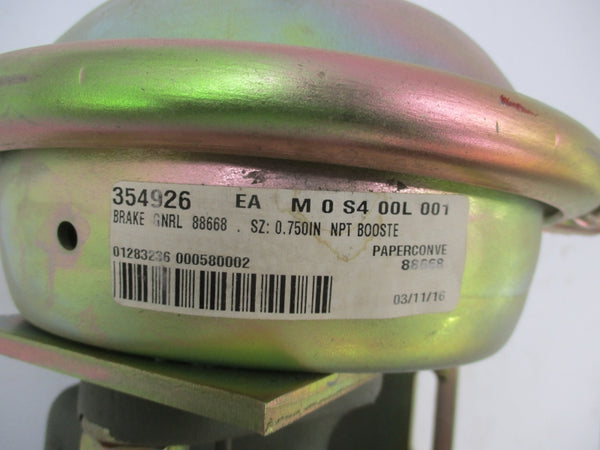 354926 EA M 0 S4 00L 001
BRAKE GNRL 88668 . SZ: 0.750IN NPT BOOSTE
01283236 000580002 PAPERCONVE
88668
03/11/16